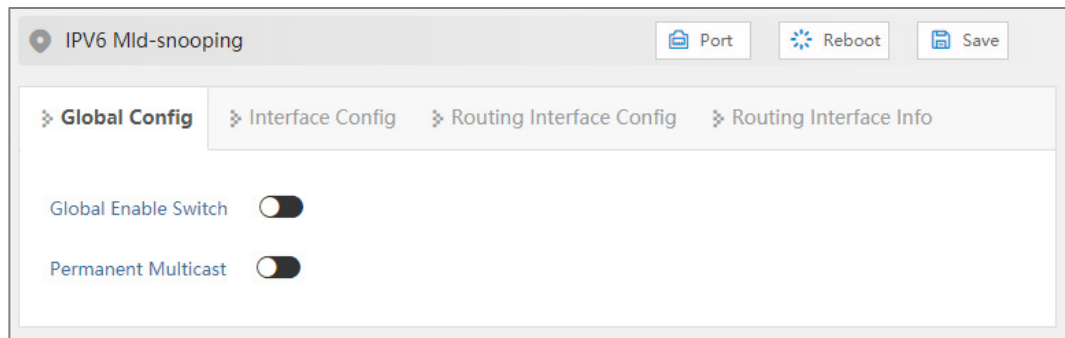 IPV6 Mld-snooping
Port
Reboot
Save
Global Config
Interface Config
Routing Interface Config
Routing Interface Info
Global Enable Switch
Permanent Multicast